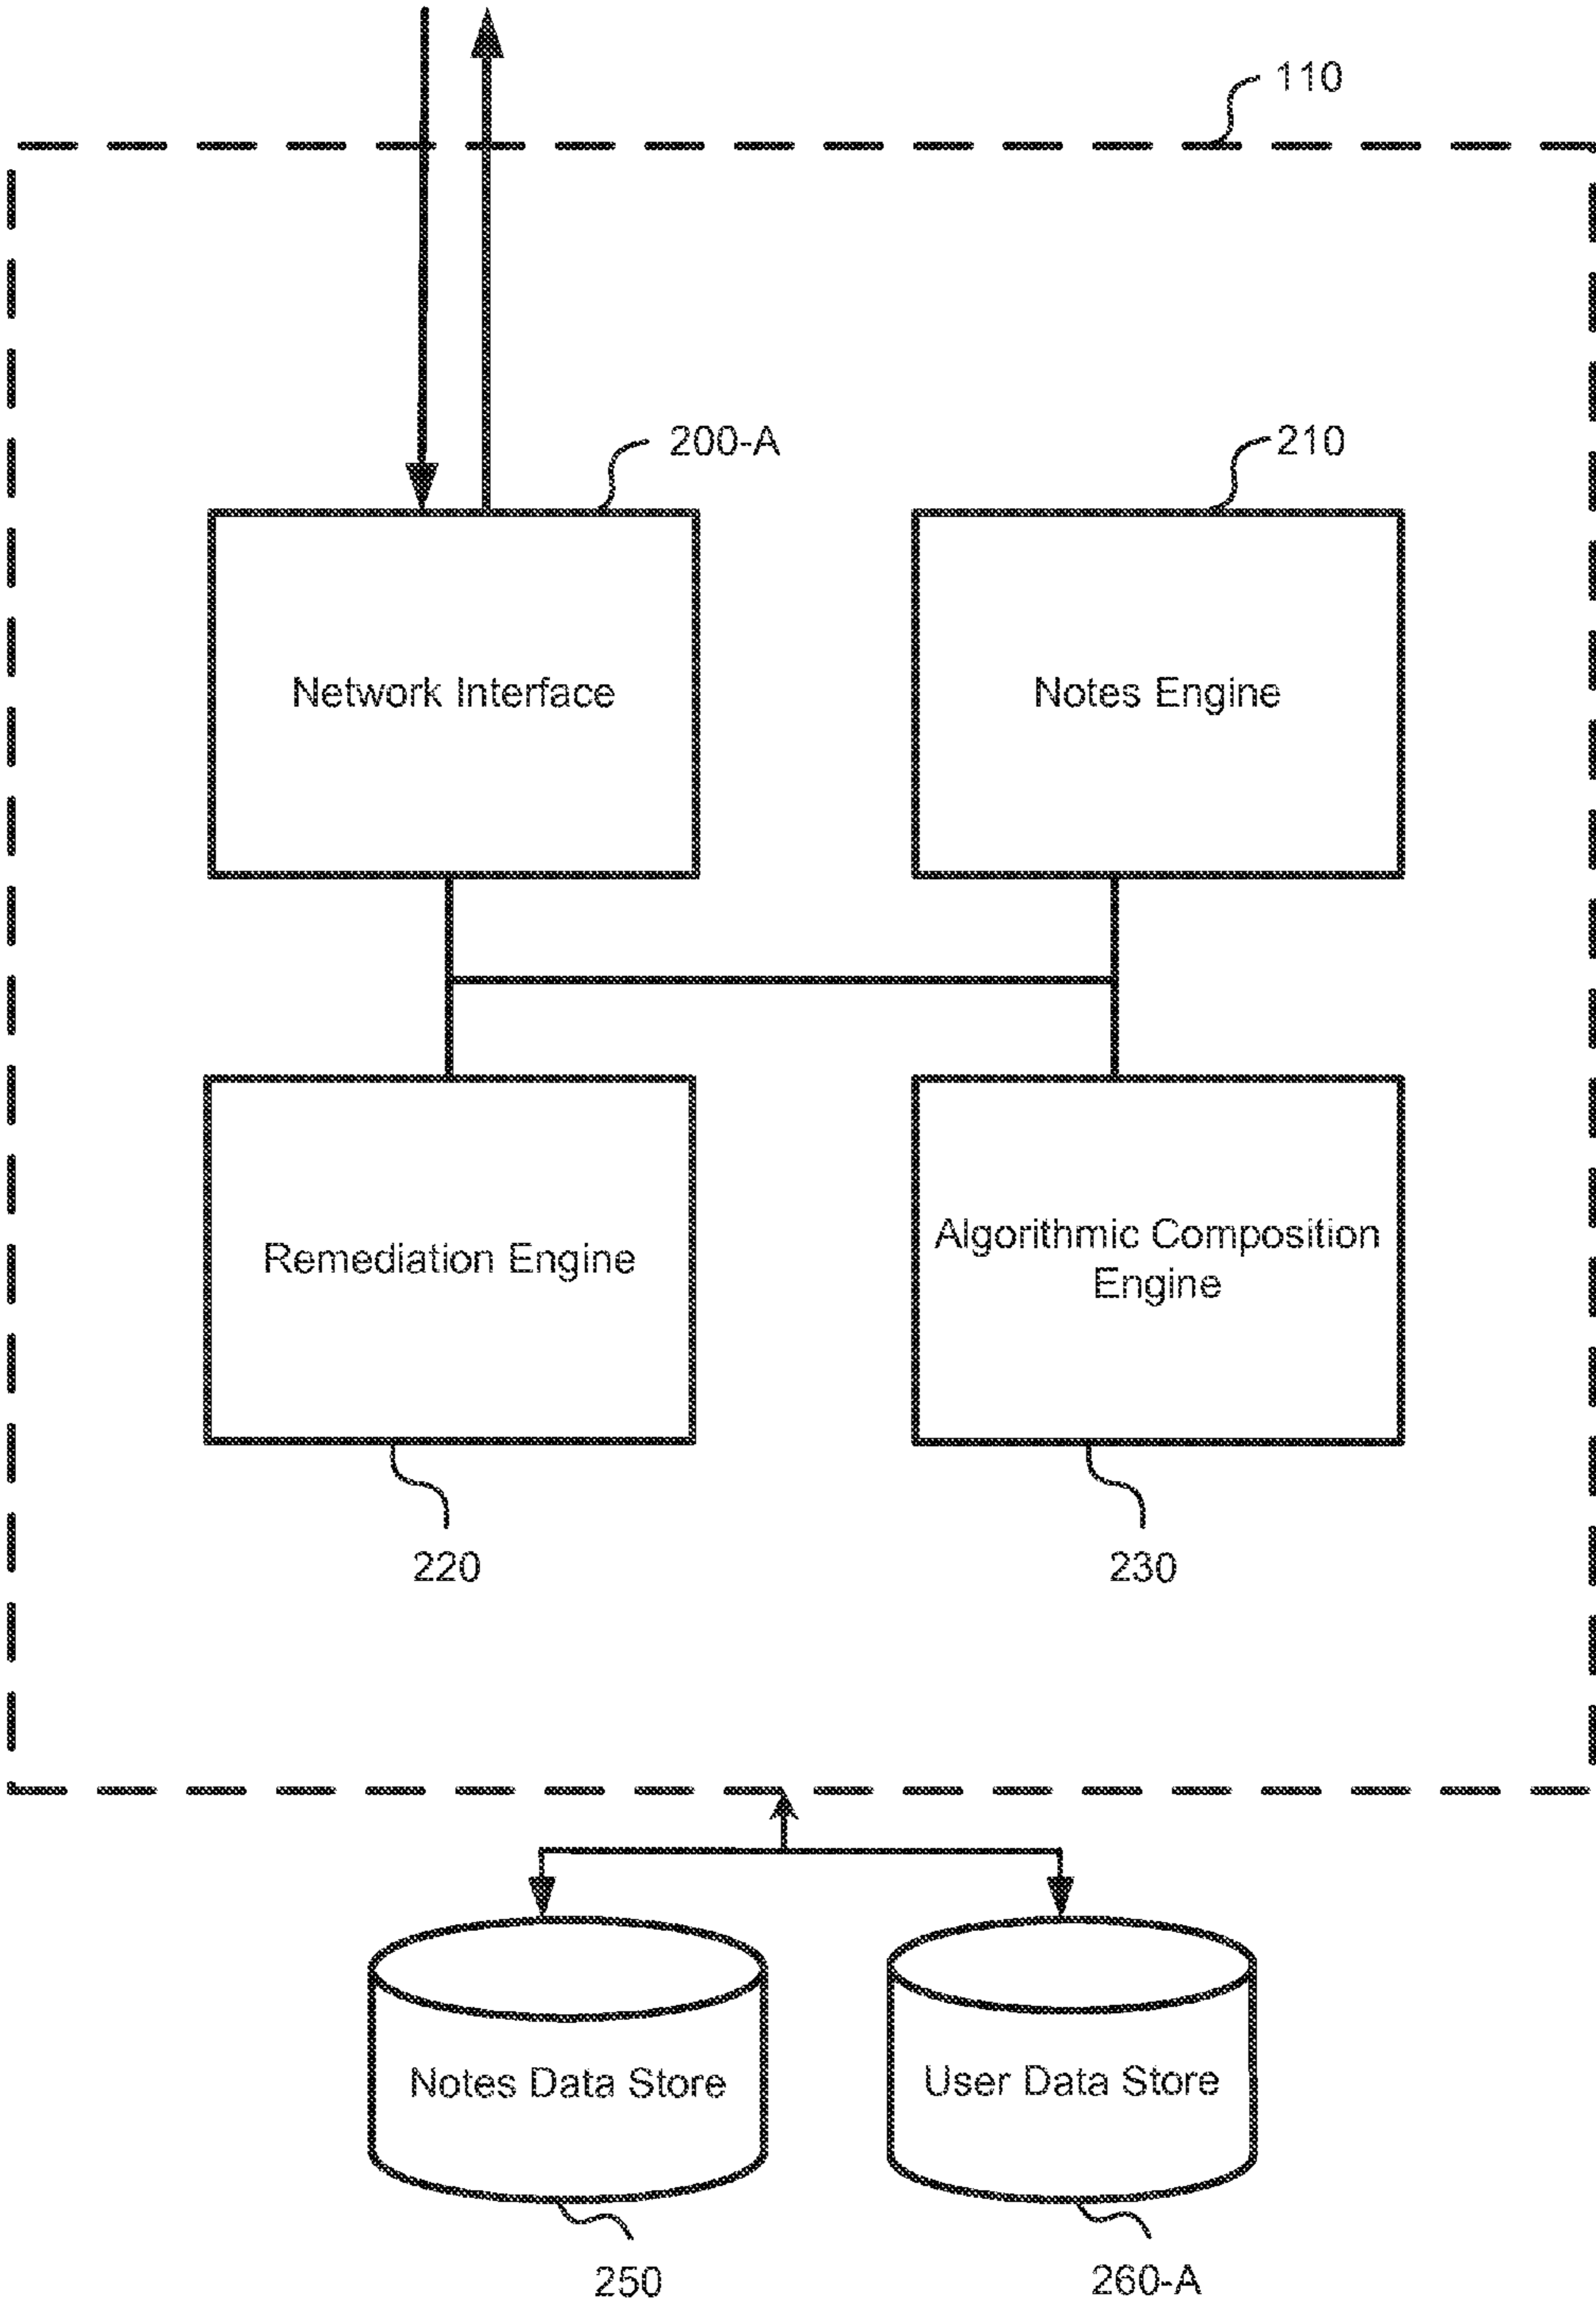 110
200-A
210
Network Interface
Notes Engine
Remediation Engine
Algorithmic Composition
Engine
220
230
Notes Data Store
User Data Store
250
260-A